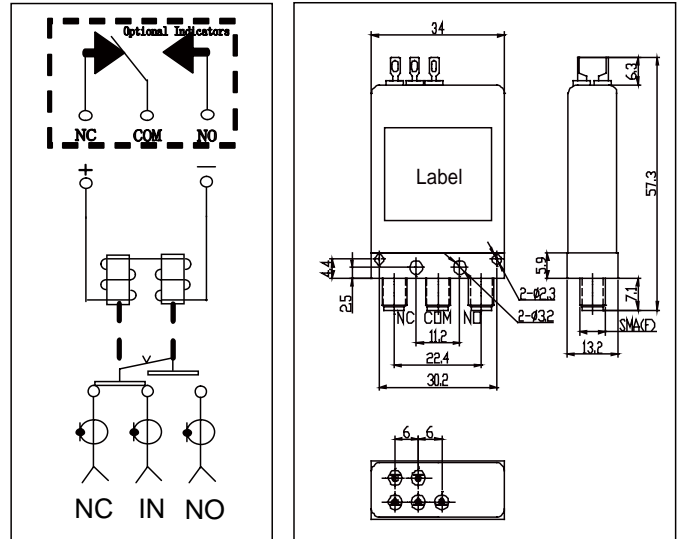 Optional Indicators
NC COM NO
+ −
NC IN NO
34
Label
4.4
2.5
NC COM NO
11.2
22.4
30.2
2-ø2.3
2-ø3.2
6.3
57.3
5.9
7.1
SMA(F)
13.2
6 6